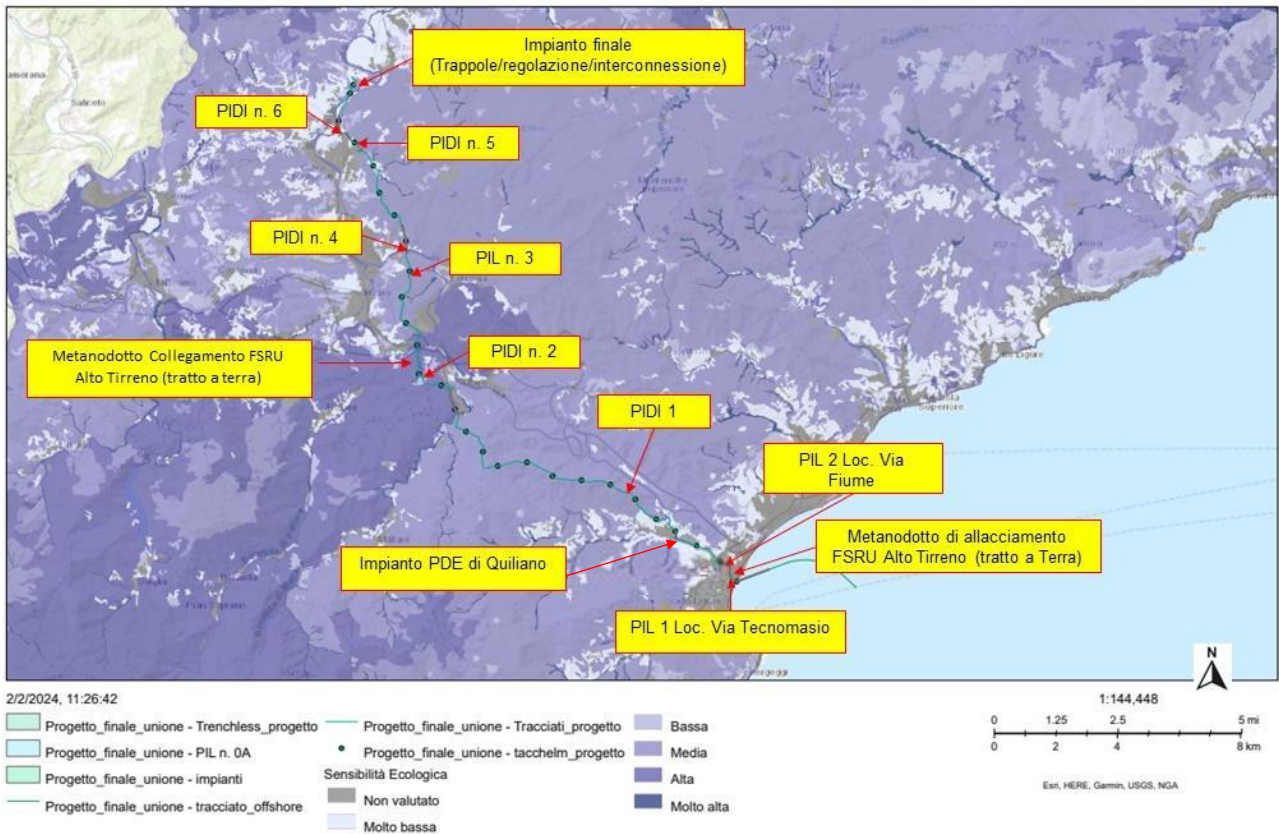 Impianto finale
(Trappole/regolazione/interconnessione)
PIDI n. 6
PIDI n. 5
Saliceto
PIDI n. 4
PIL n. 3
Metanodotto Collegamento FSRU
Alto Tirreno (tratto a terra)
PIDI n. 2
PIDI 1
Superiore
PIL 2 Loc. Via
Fiume
Metanodotto di allacciamento
FSRU Alto Tirreno (tratto a Terra)
Impianto PDE di Quiliano
PIL 1 Loc. Via Tecnomasio
N
2/2/2024, 11:26:42
1:144,448
Progetto_finale_unione - Trenchless_progetto
Progetto_finale_unione - PIL n. 0A
Progetto_finale_unione - impianti
Progetto_finale_unione - tracciato_offshore
Progetto_finale_unione - Tracciati_progetto
Progetto_finale_unione - tacchelm_progetto
Sensibilità Ecologica
Non valutato
Molto bassa
Bassa
Media
Alta
Molto alta
0 1.25 2.5 5 mi
0 2 4 8 km
Esri, HERE, Garmin, USGS, NGA